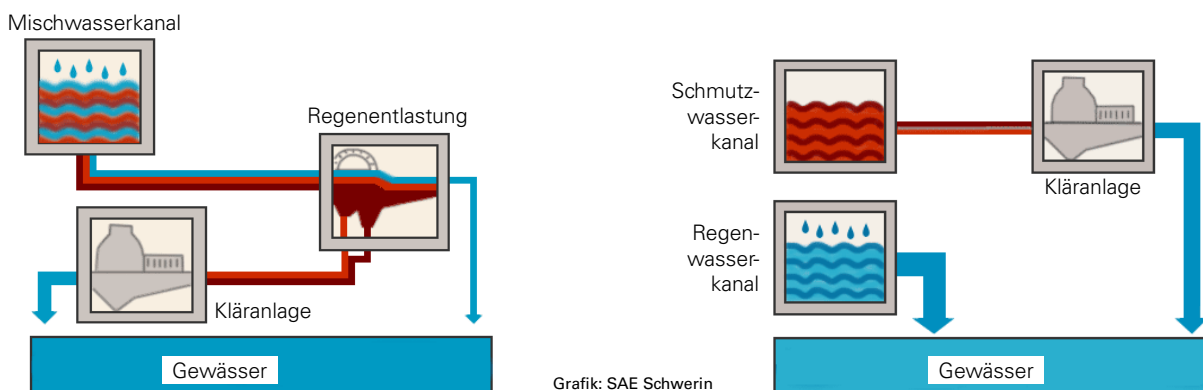 Mischwasserkanal
Regenentlastung
Kläranlage
Gewässer
Schmutz-
wasser-
kanal
Kläranlage
Regen-
wasser-
kanal
Gewässer
Grafik: SAE Schwerin